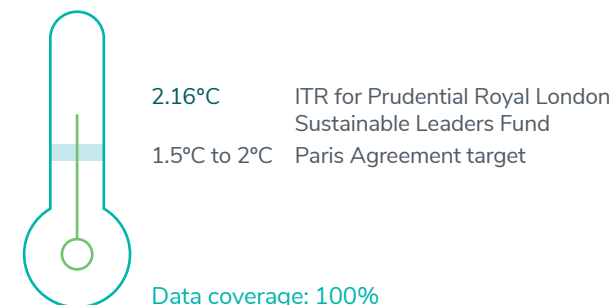 2.16°C ITR for Prudential Royal London
Sustainable Leaders Fund
1.5°C to 2°C Paris Agreement target
Data coverage: 100%